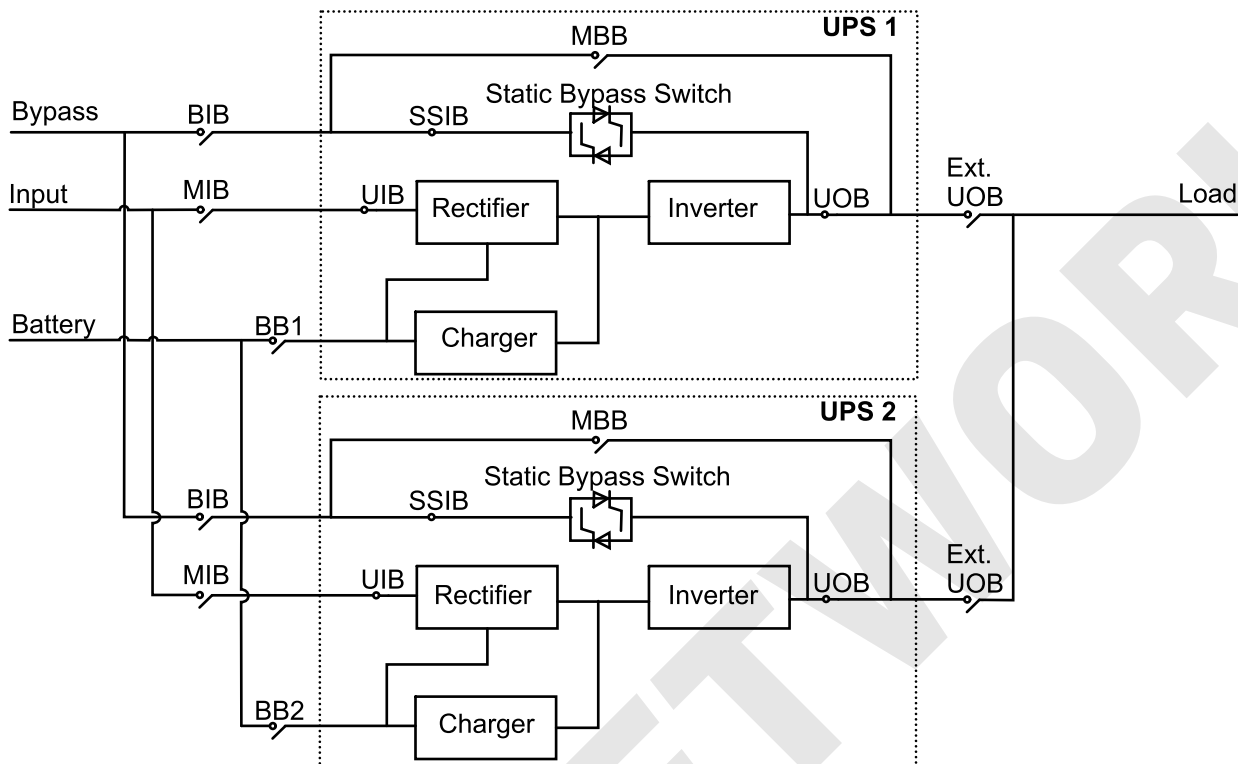 UPS 1
MBB
Static Bypass Switch
Bypass
BIB
SSIB
Input
MIB
UIB
Rectifier
Inverter
UOB
Ext.
UOB
Load
Battery
BB1
Charger
UPS 2
MBB
Static Bypass Switch
BIB
SSIB
MIB
UIB
Rectifier
Inverter
UOB
Ext.
UOB
BB2
Charger
ETWOR